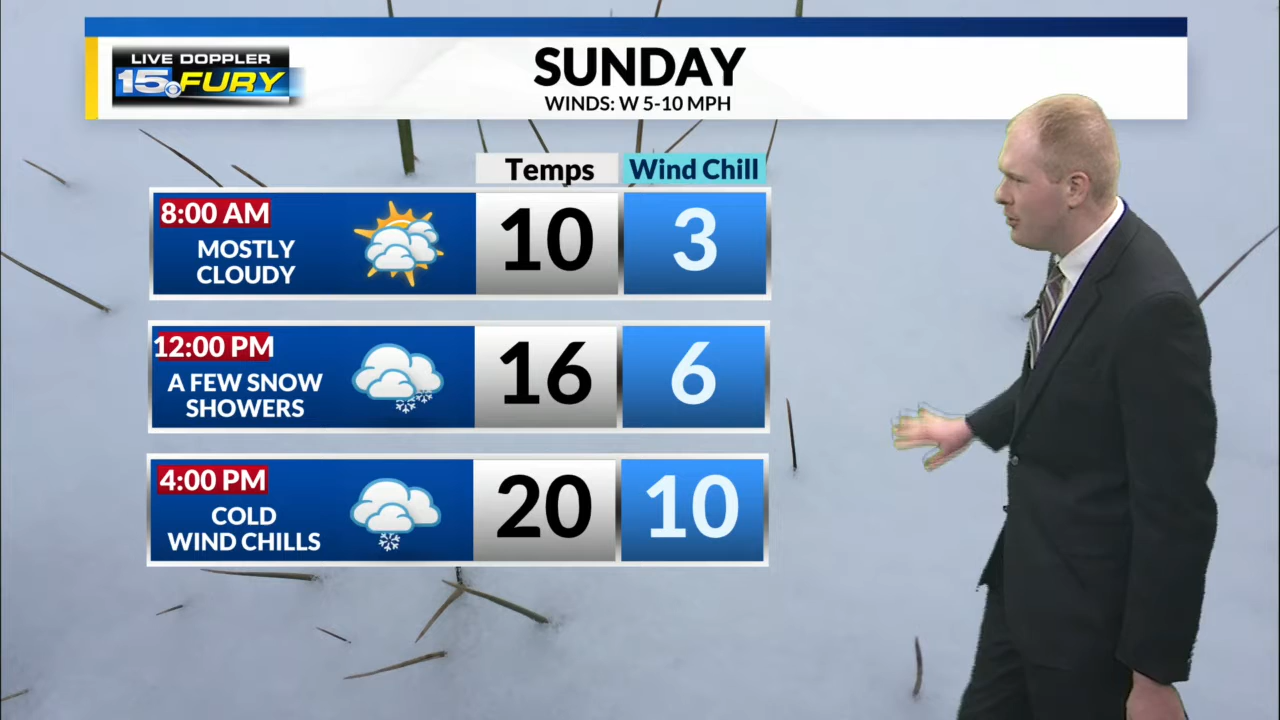 LIVE DOPPLER
15 FURY
SUNDAY
WINDS: W 5-10 MPH
Temps
Wind Chill
8:00 AM
MOSTLY
CLOUDY
10
3
12:00 PM
A FEW SNOW
SHOWERS
16
6
4:00 PM
COLD
WIND CHILLS
20
10